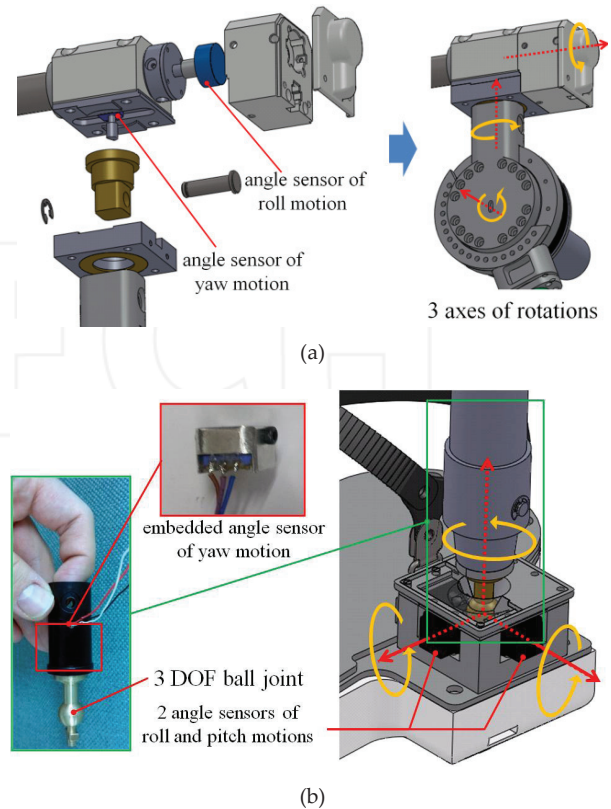 angle sensor of
roll motion
angle sensor of
yaw motion
3 axes of rotations
(a)
embedded angle sensor
of yaw motion
3 DOF ball joint
2 angle sensors of
roll and pitch motions
(b)